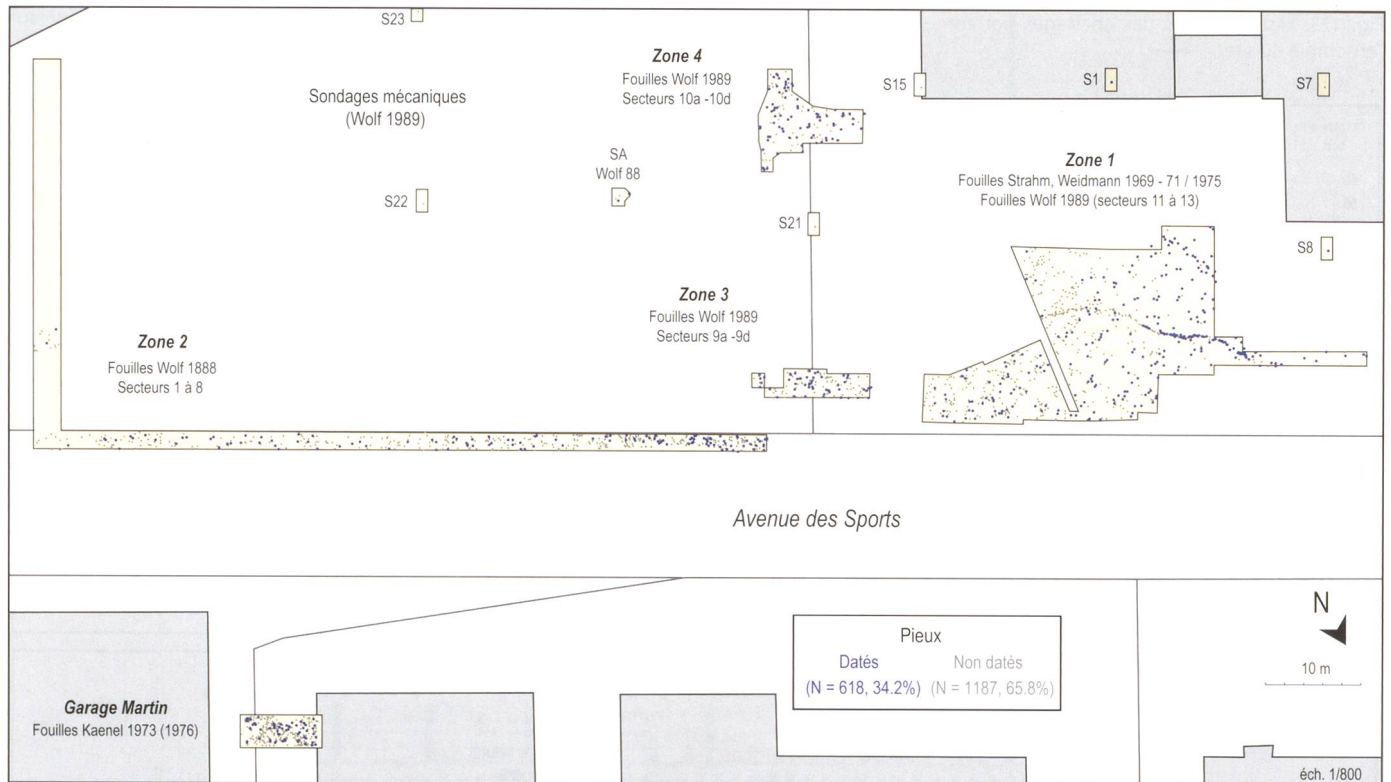 S23
Zone 4
Fouilles Wolf 1989
Secteurs 10a -10d
Sondages mécaniques
(Wolf 1989)
S15
S1
S7
SA
Wolf 88
S22
S21
Zone 1
Fouilles Strahm, Weidmann 1969 - 71 / 1975
Fouilles Wolf 1989 (secteurs 11 à 13)
S8
Zone 3
Fouilles Wolf 1989
Secteurs 9a -9d
Zone 2
Fouilles Wolf 1888
Secteurs 1 à 8
Avenue des Sports
Pieux
Datés
(N = 618, 34.2%)
Non datés
(N = 1187, 65.8%)
N
10 m
Garage Martin
Fouilles Kaenel 1973 (1976)
éch. 1/800